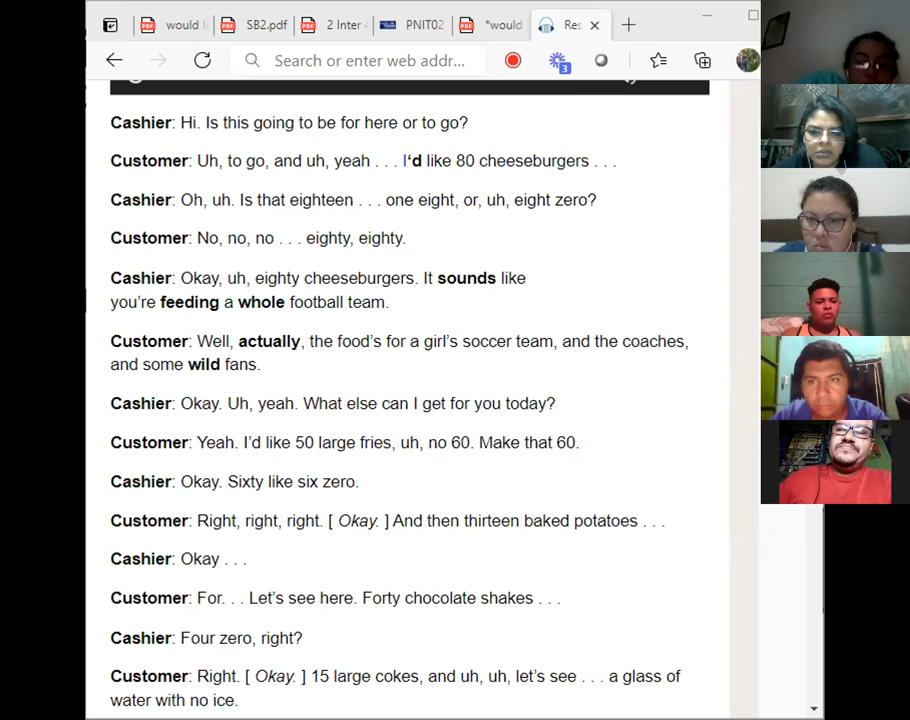 would l
SB2.pdf
2 Inter
PNIT02
*would
Res
Search or enter web addr...
3
Cashier: Hi. Is this going to be for here or to go?
Customer: Uh, to go, and uh, yeah . . . I'd like 80 cheeseburgers . . .
Cashier: Oh, uh. Is that eighteen . . . one eight, or, uh, eight zero?
Customer: No, no, no . . . eighty, eighty.
Cashier: Okay, uh, eighty cheeseburgers. It sounds like
you're feeding a whole football team.
Customer: Well, actually, the food's for a girl's soccer team, and the coaches,
and some wild fans.
Cashier: Okay. Uh, yeah. What else can I get for you today?
Customer: Yeah. I'd like 50 large fries, uh, no 60. Make that 60.
Cashier: Okay. Sixty like six zero.
Customer: Right, right, right. [ Okay. ] And then thirteen baked potatoes . . .
Cashier: Okay . . .
Customer: For. . . Let's see here. Forty chocolate shakes . . .
Cashier: Four zero, right?
Customer: Right. [ Okay. ] 15 large cokes, and uh, uh, let's see . . . a glass of
water with no ice.